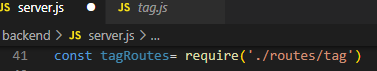 server.js ● tag.js
backend > server.js > ...
41 const tagRoutes= require('./routes/tag')